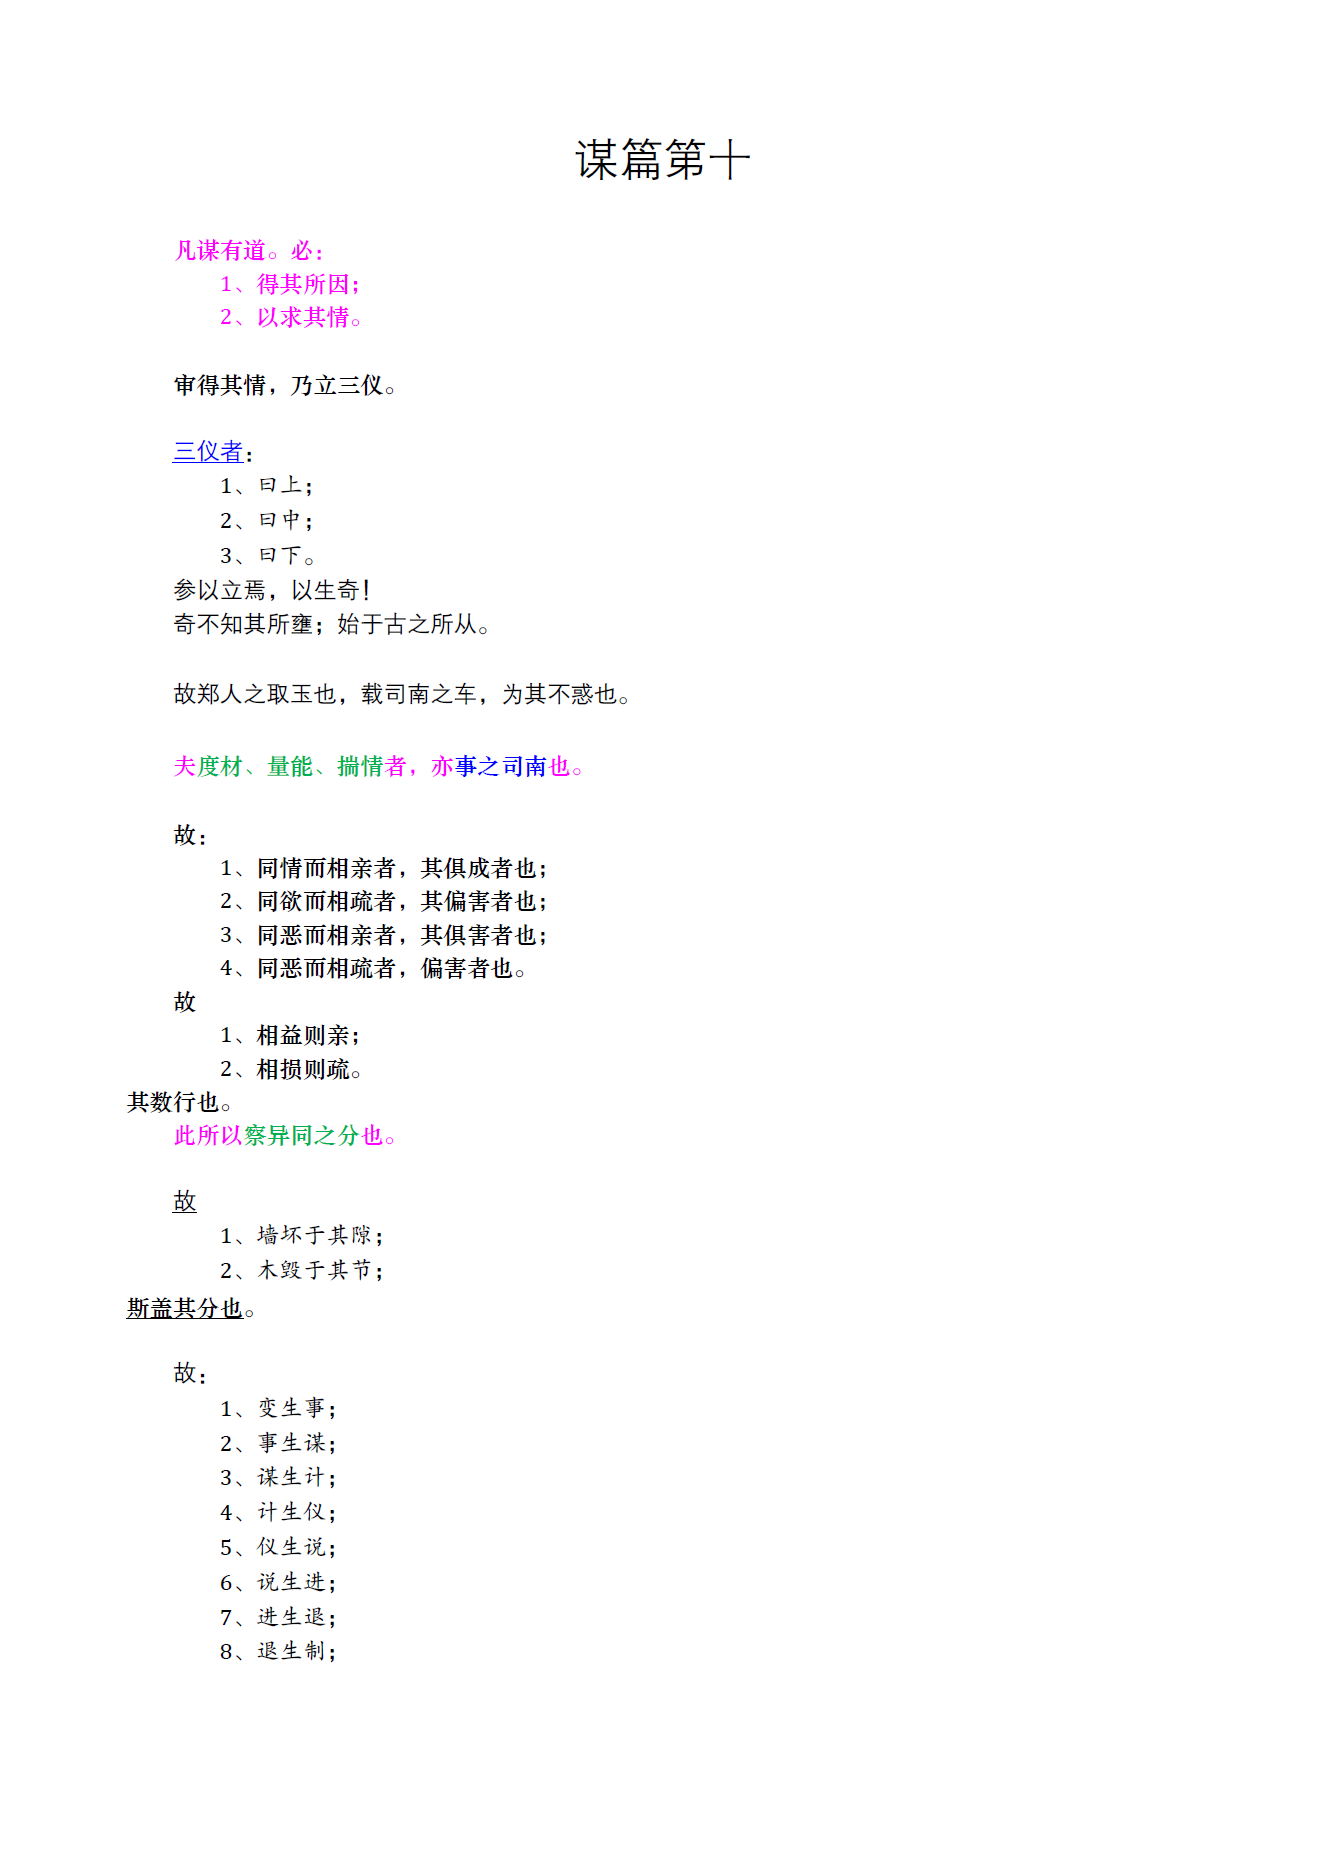 谋篇第十
凡谋有道。必：
1、得其所因；
2、以求其情。
审得其情，乃立三仪。
三仪者：
1、曰上；
2、曰中；
3、曰下。
参以立焉，以生奇！
奇不知其所壅；始于古之所从。
故郑人之取玉也，载司南之车，为其不惑也。
夫度材、量能、揣情者，亦事之司南也。
故：
1、同情而相亲者，其俱成者也；
2、同欲而相疏者，其偏害者也；
3、同恶而相亲者，其俱害者也；
4、同恶而相疏者，偏害者也。
故
1、相益则亲；
2、相损则疏。
其数行也。
此所以察异同之分也。
故
1、墙坏于其隙；
2、木毁于其节；
斯盖其分也。
故：
1、变生事；
2、事生谋；
3、谋生计；
4、计生仪；
5、仪生说；
6、说生进；
7、进生退；
8、退生制；